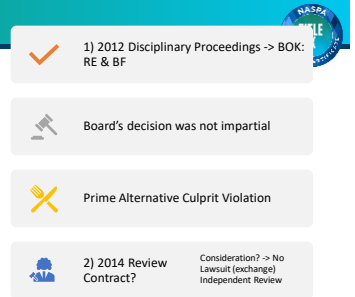 NASPA
1) 2012 Disciplinary Proceedings -> BOK:
RE & BF
Board's decision was not impartial
Prime Alternative Culprit Violation
2) 2014 Review
Contract?
Consideration? -> No
Lawsuit (exchange)
Independent Review